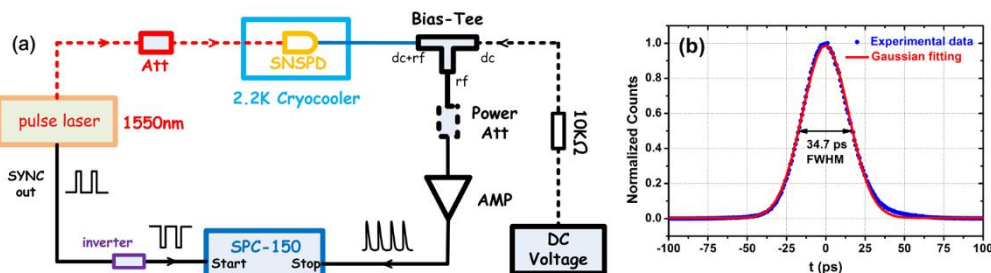 (a)
Att
SNSPD
2.2K Cryocooler
Bias-Tee
dc+rf
dc
rf
pulse laser
1550nm
Power
Att
10KΩ
SYNC
out
AMP
inverter
SPC-150
Start
Stop
DC
Voltage
(b)
Experimental data
Gaussian fitting
34.7 ps
FWHM
Normalized Counts
1.0
0.8
0.6
0.4
0.2
0.0
-100
-75
-50
-25
0
25
50
75
100
t (ps)